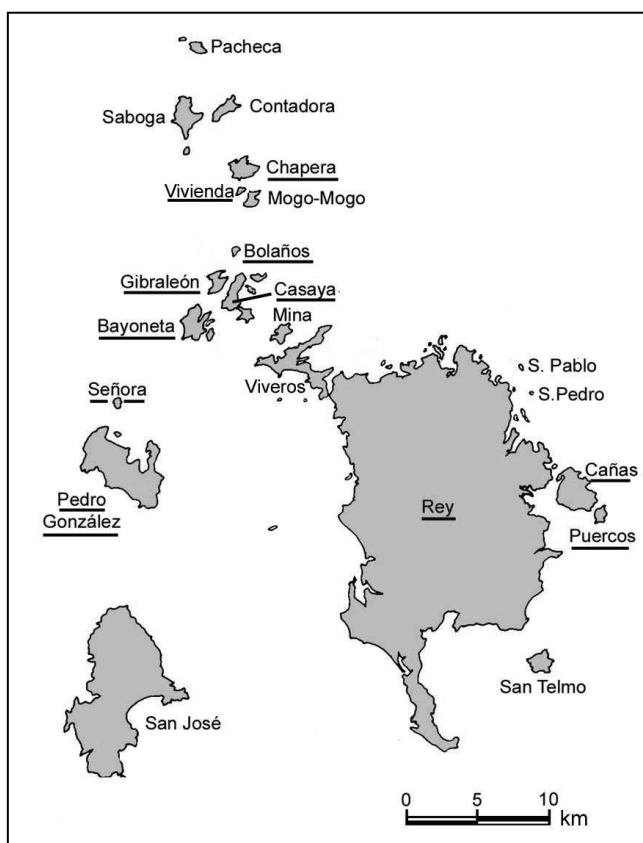 Pacheca
Contadora
Saboga
Chapera
Vivienda
Mogo-Mogo
Bolaños
Gibraleón
Casaya
Bayoneta
Mina
S. Pablo
Viveros
Señora
S.Pedro
Cañas
Pedro
González
Rey
Puercos
San Telmo
San José
0 5 10
km